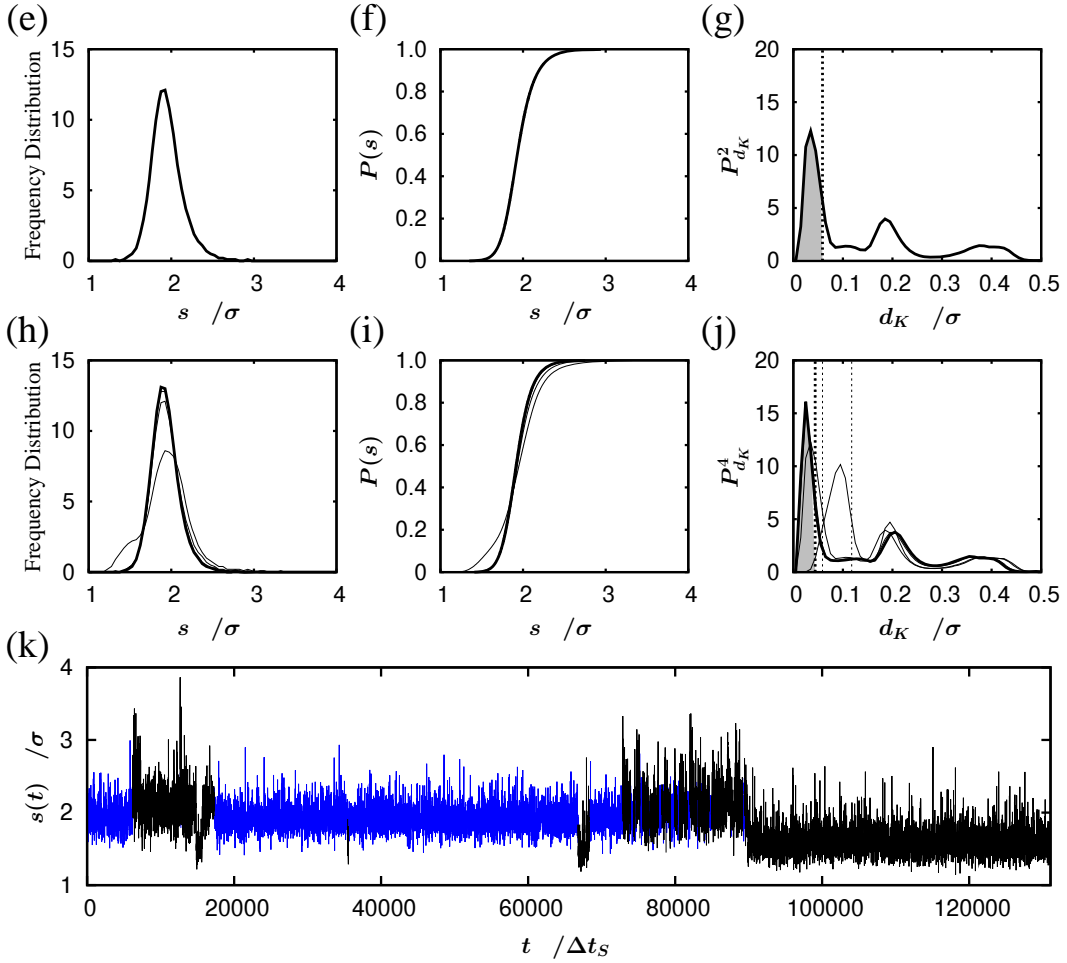 (e) (f) (g)
Frequency Distribution
15
10
5
0
1 2 3 4
s /σ
P(s)
1.0
0.8
0.6
0.4
0.2
0
1 2 3 4
s /σ
P²_{d_K}
20
15
10
5
0
0 0.1 0.2 0.3 0.4 0.5
d_K /σ
(h) (i) (j)
Frequency Distribution
15
10
5
0
1 2 3 4
s /σ
P(s)
1.0
0.8
0.6
0.4
0.2
0
1 2 3 4
s /σ
P⁴_{d_K}
20
15
10
5
0
0 0.1 0.2 0.3 0.4 0.5
d_K /σ
(k)
s(t) /σ
4
3
2
1
0 20000 40000 60000 80000 100000 120000
t /Δt_S